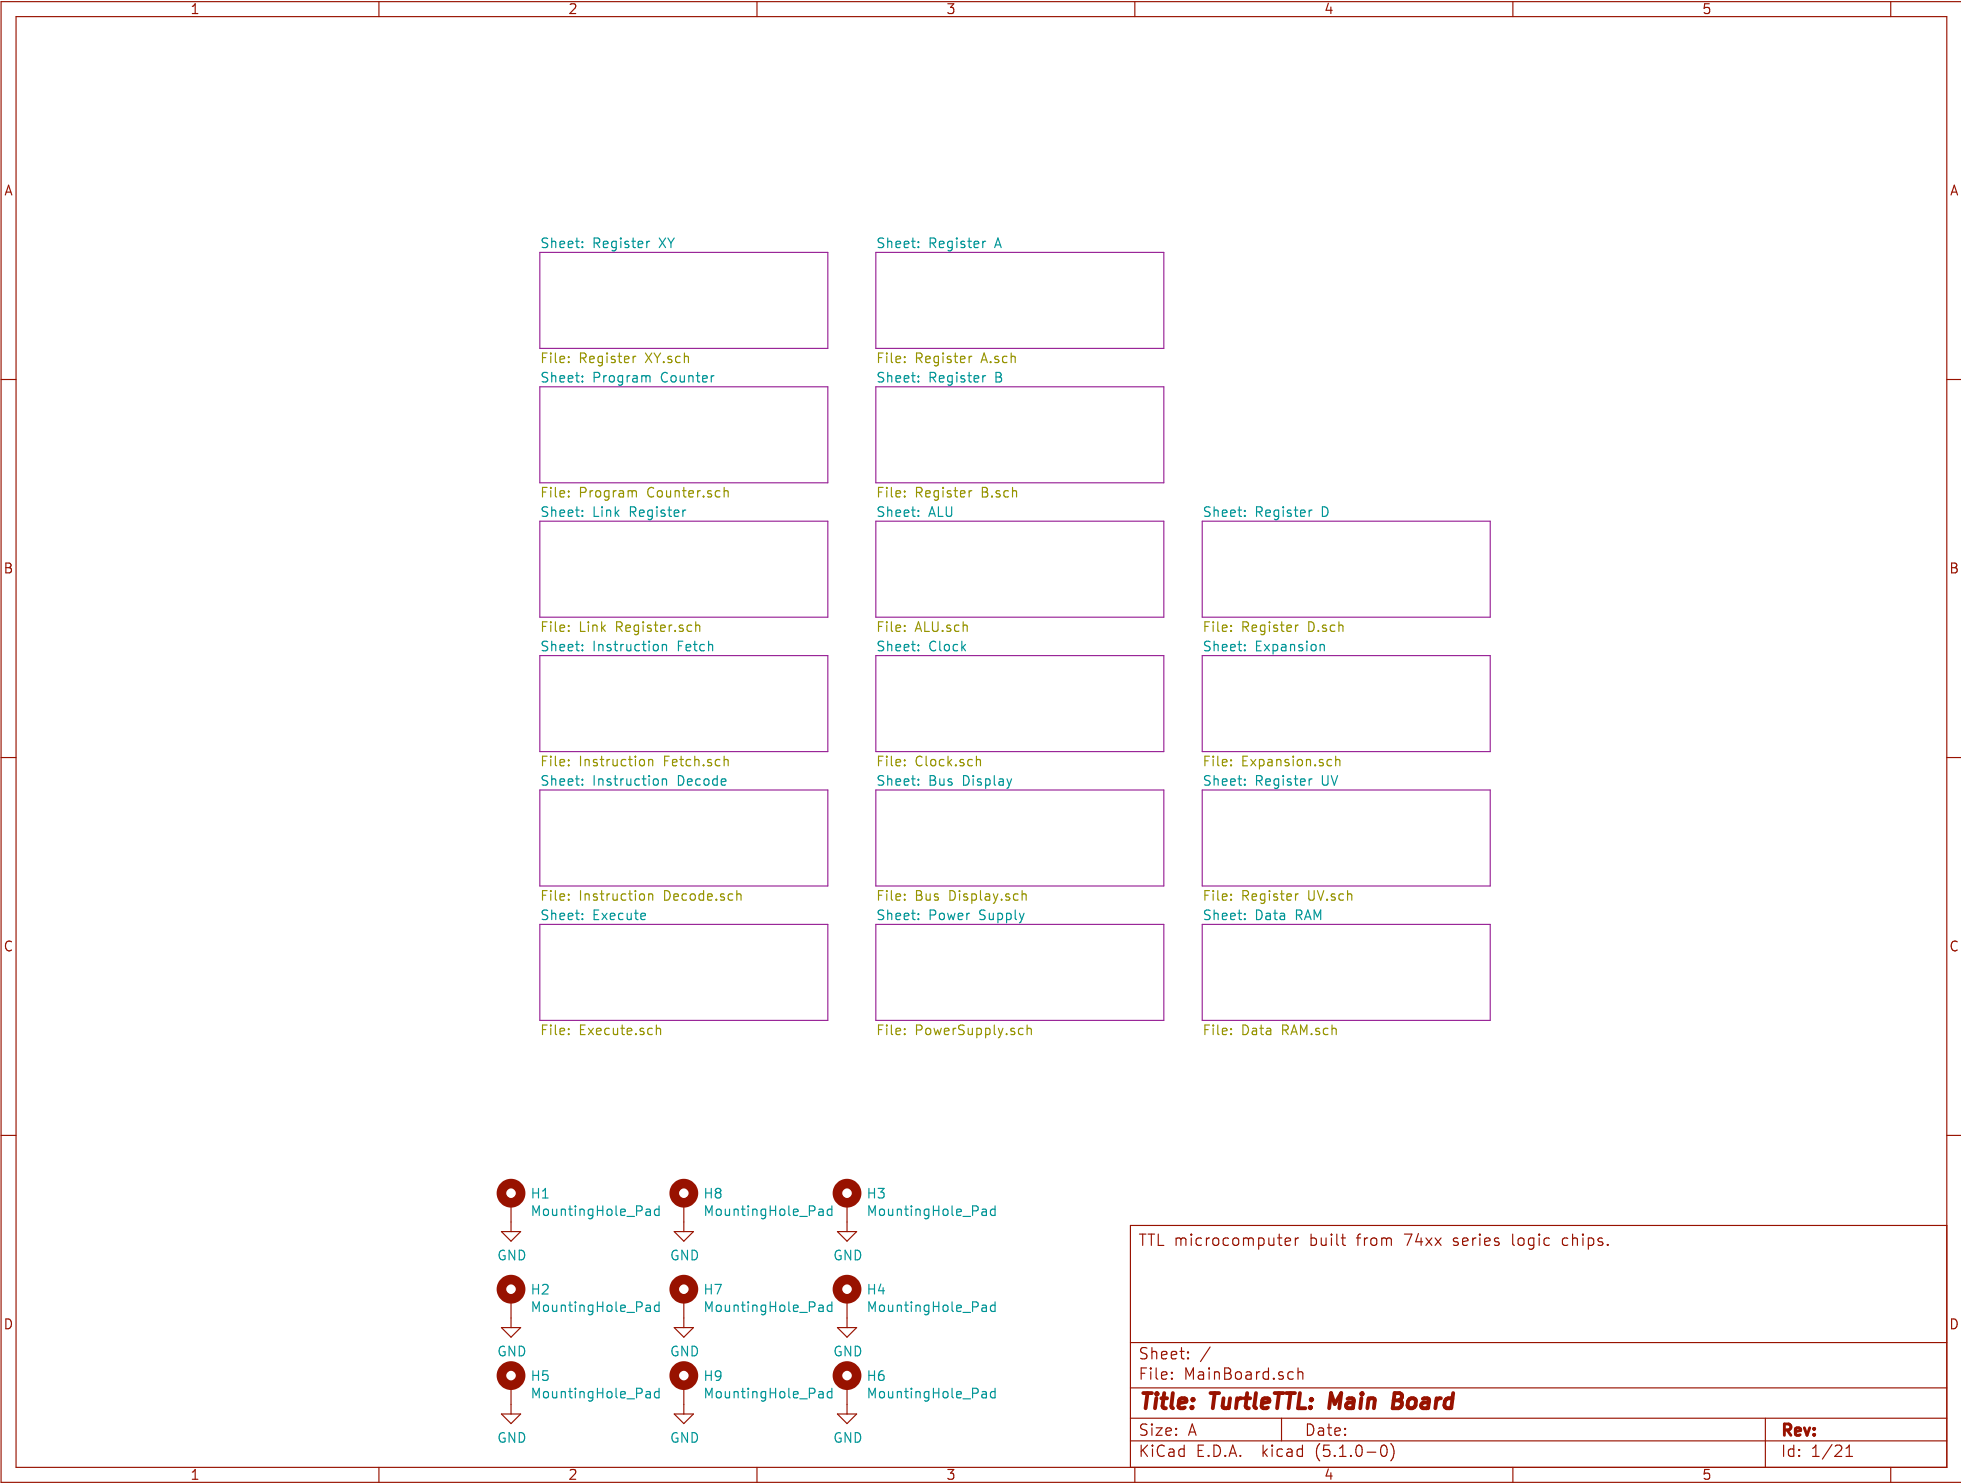 1 2 3 4 5
A A
Sheet: Register XY Sheet: Register A
File: Register XY.sch File: Register A.sch
Sheet: Program Counter Sheet: Register B
File: Program Counter.sch File: Register B.sch
Sheet: Link Register Sheet: ALU Sheet: Register D
B B
File: Link Register.sch File: ALU.sch File: Register D.sch
Sheet: Instruction Fetch Sheet: Clock Sheet: Expansion
File: Instruction Fetch.sch File: Clock.sch File: Expansion.sch
Sheet: Instruction Decode Sheet: Bus Display Sheet: Register UV
File: Instruction Decode.sch File: Bus Display.sch File: Register UV.sch
Sheet: Execute Sheet: Power Supply Sheet: Data RAM
C C
File: Execute.sch File: PowerSupply.sch File: Data RAM.sch
H1 H8 H3
MountingHole_Pad MountingHole_Pad MountingHole_Pad
GND GND GND
H2 H7 H4
MountingHole_Pad MountingHole_Pad MountingHole_Pad
GND GND GND
H5 H9 H6
MountingHole_Pad MountingHole_Pad MountingHole_Pad
GND GND GND
TTL microcomputer built from 74xx series logic chips.
D D
Sheet: /
File: MainBoard.sch
Title: TurtleTTL: Main Board
Size: A Date: Rev:
KiCad E.D.A. kicad (5.1.0-0) Id: 1/21
1 2 3 4 5